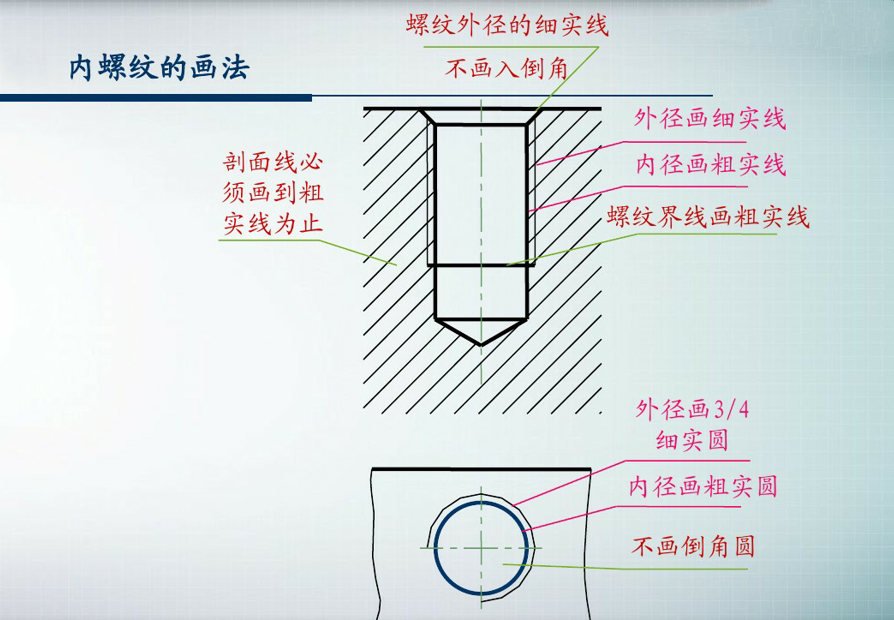 螺纹外径的细实线
不画入倒角
内螺纹的画法
外径画细实线
内径画粗实线
剖面线必
须画到粗
实线为止
螺纹界线画粗实线
外径画3/4
细实圆
内径画粗实圆
不画倒角圆